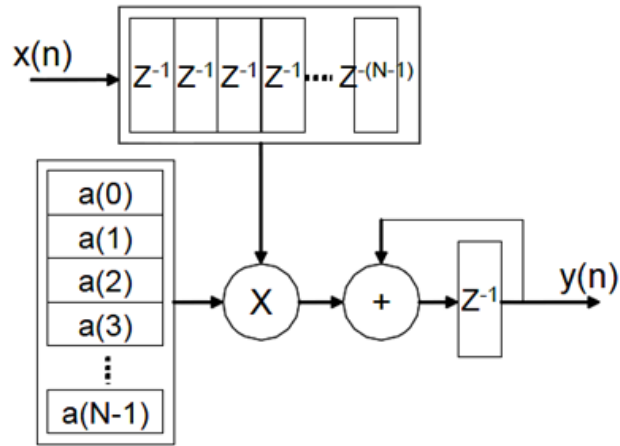 x(n)
Z⁻¹ Z⁻¹ Z⁻¹ Z⁻¹ Z⁻⁽ᴺ⁻¹⁾
a(0)
a(1)
a(2)
a(3)
a(N-1)
X
+
Z⁻¹
y(n)